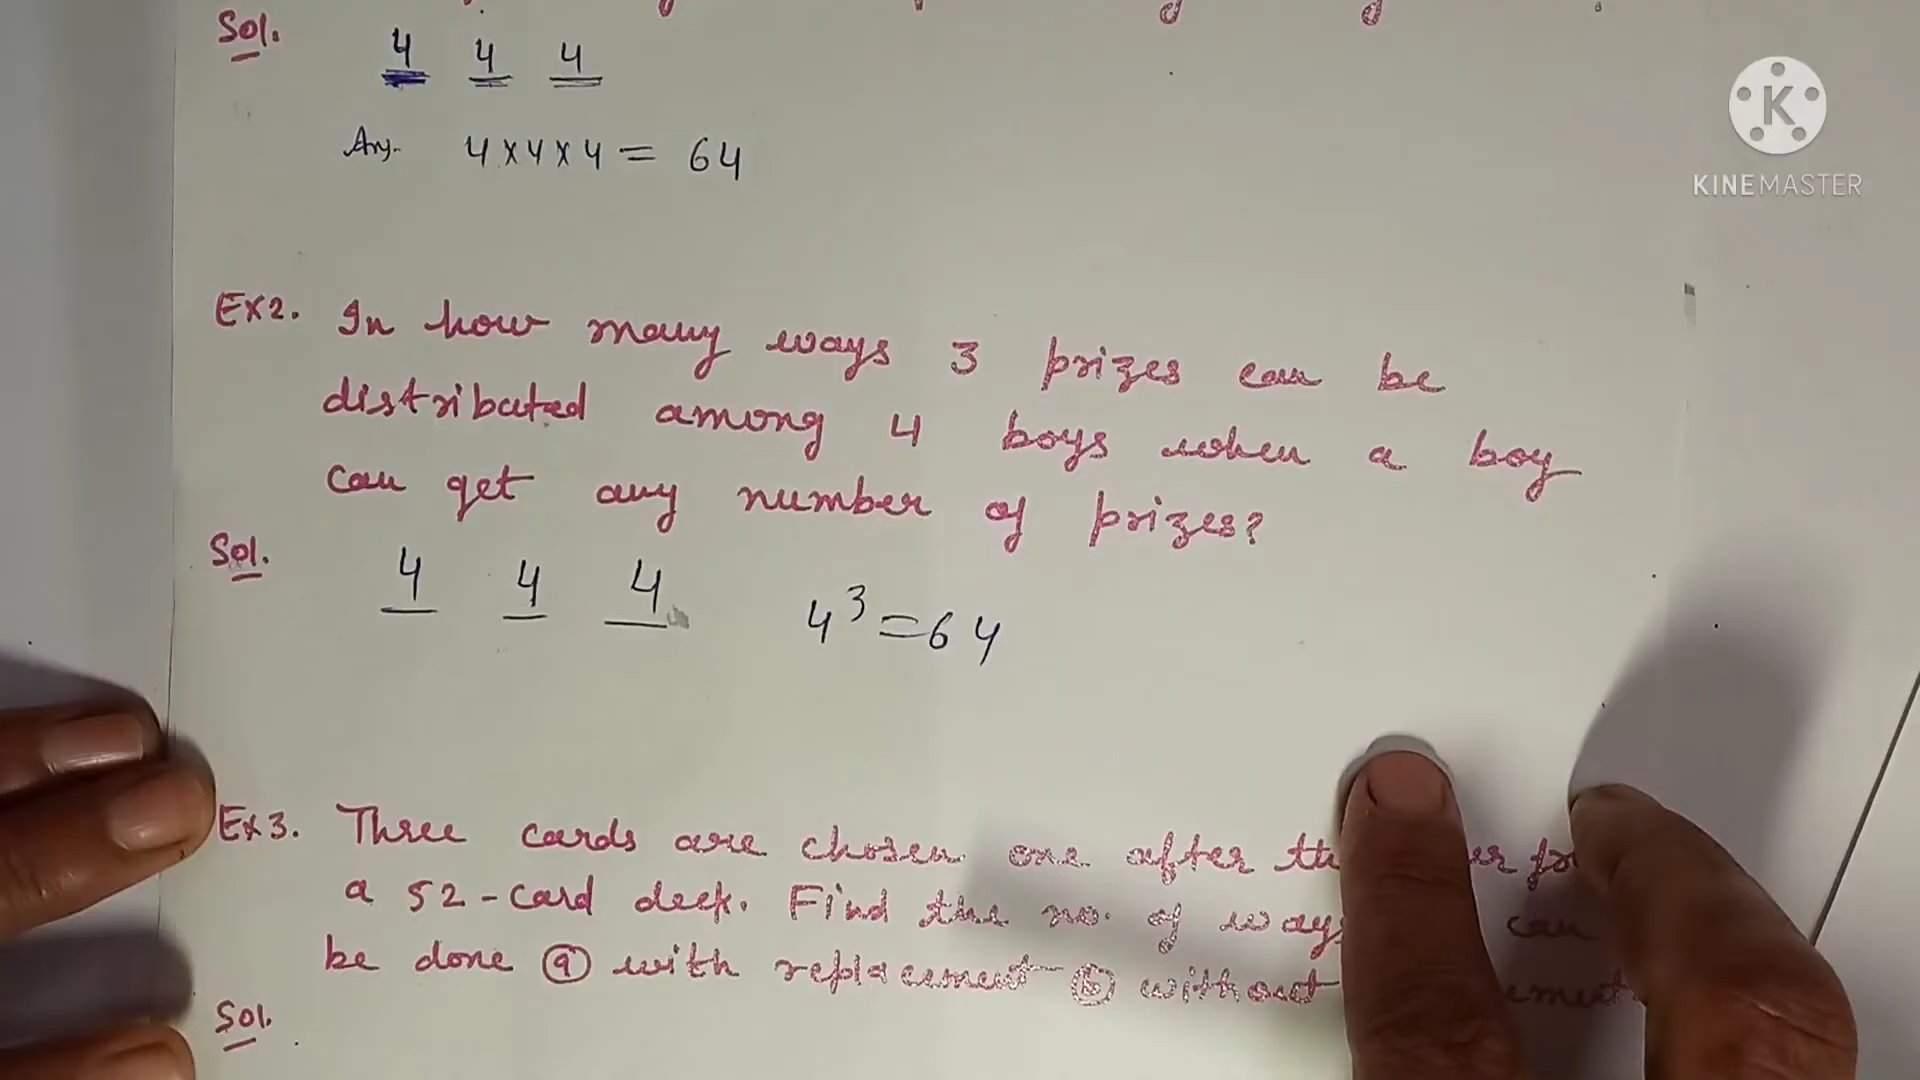 Sol.
4 4 4
Ans. 4×4×4 = 64
KINEMASTER
Ex2. In how many ways 3 prizes can be
distributed among 4 boys when a boy
can get any number of prizes?
Sol.
4 4 4 4³=64
Ex3. Three cards are chosen one after
a 52-card deck. Find the no. of ways can
be done ⓐ with replacement ⓑ without
Sol.